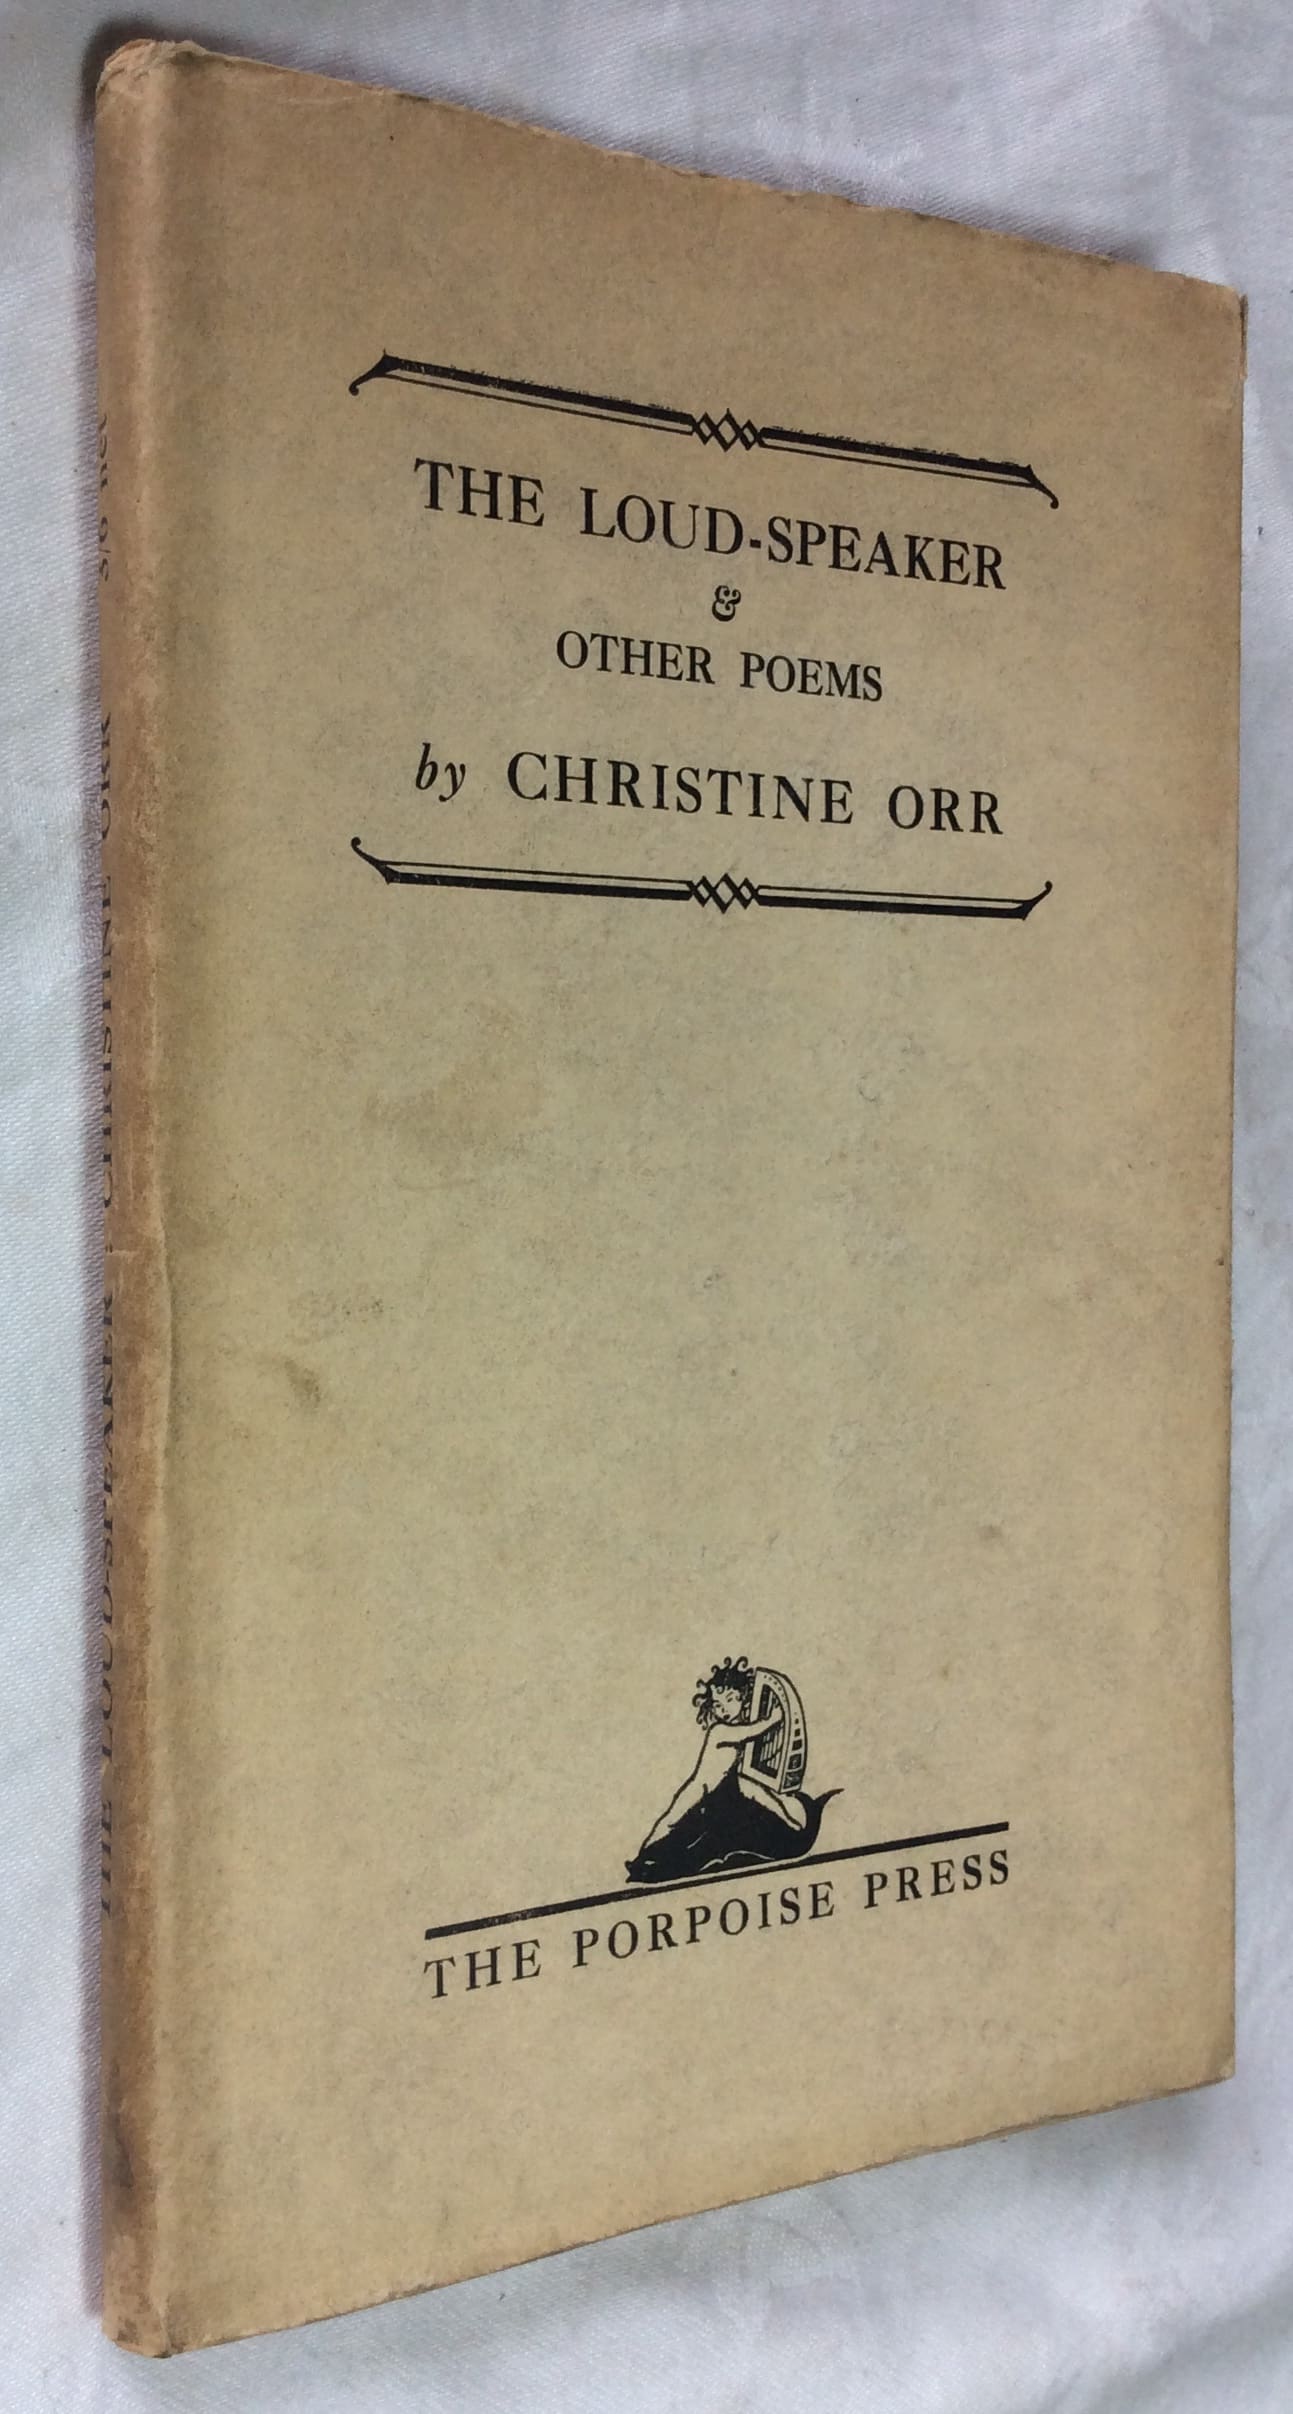 THE LOUD-SPEAKER
&
OTHER POEMS
by CHRISTINE ORR
THE PORPOISE PRESS
THE LOUD-SPEAKER : CHRISTINE ORR 3/6 net